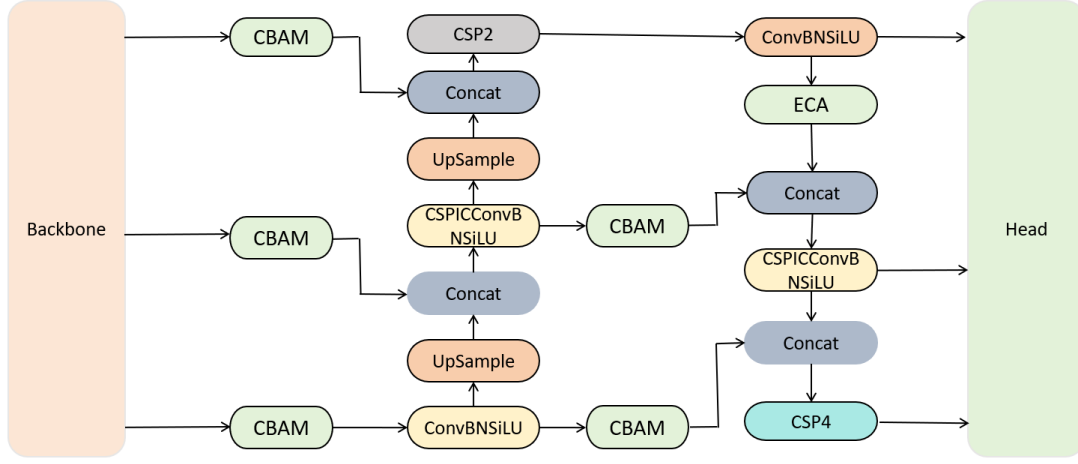 Backbone
CBAM
CSP2
ConvBNSiLU
Concat
ECA
UpSample
Concat
CBAM
CSPICConvB
NSiLU
CBAM
Concat
CSPICConvB
NSiLU
UpSample
Concat
CBAM
ConvBNSiLU
CBAM
CSP4
Head